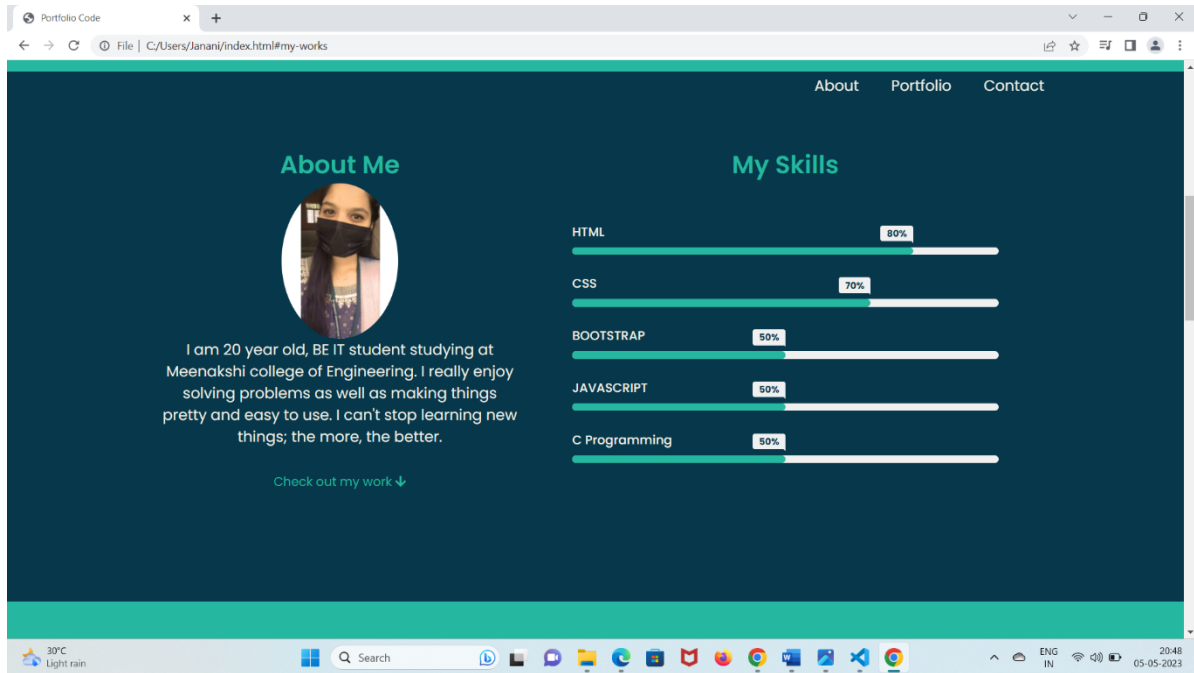 Portfolio Code
File | C:/Users/Janani/index.html#my-works
About Portfolio Contact
About Me
I am 20 year old, BE IT student studying at
Meenakshi college of Engineering. I really enjoy
solving problems as well as making things
pretty and easy to use. I can't stop learning new
things; the more, the better.
Check out my work
My Skills
HTML 80%
CSS 70%
BOOTSTRAP 50%
JAVASCRIPT 50%
C Programming 50%
30°C
Light rain
Search
ENG
IN
20:48
05-05-2023